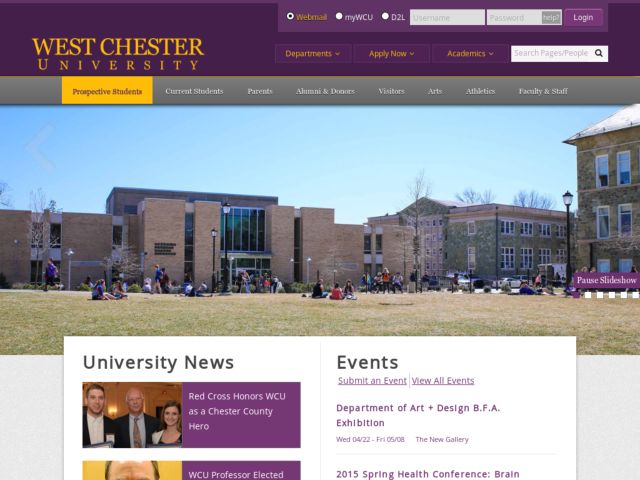 Webmail myWCU D2L Username Password help? Login
WEST CHESTER
UNIVERSITY
Departments Apply Now Academics Search Pages/People
Prospective Students Current Students Parents Alumni & Donors Visitors Arts Athletics Faculty & Staff
Pause Slideshow
University News
Red Cross Honors WCU
as a Chester County
Hero
WCU Professor Elected
Events
Submit an Event View All Events
Department of Art + Design B.F.A.
Exhibition
Wed 04/22 - Fri 05/08 The New Gallery
2015 Spring Health Conference: Brain